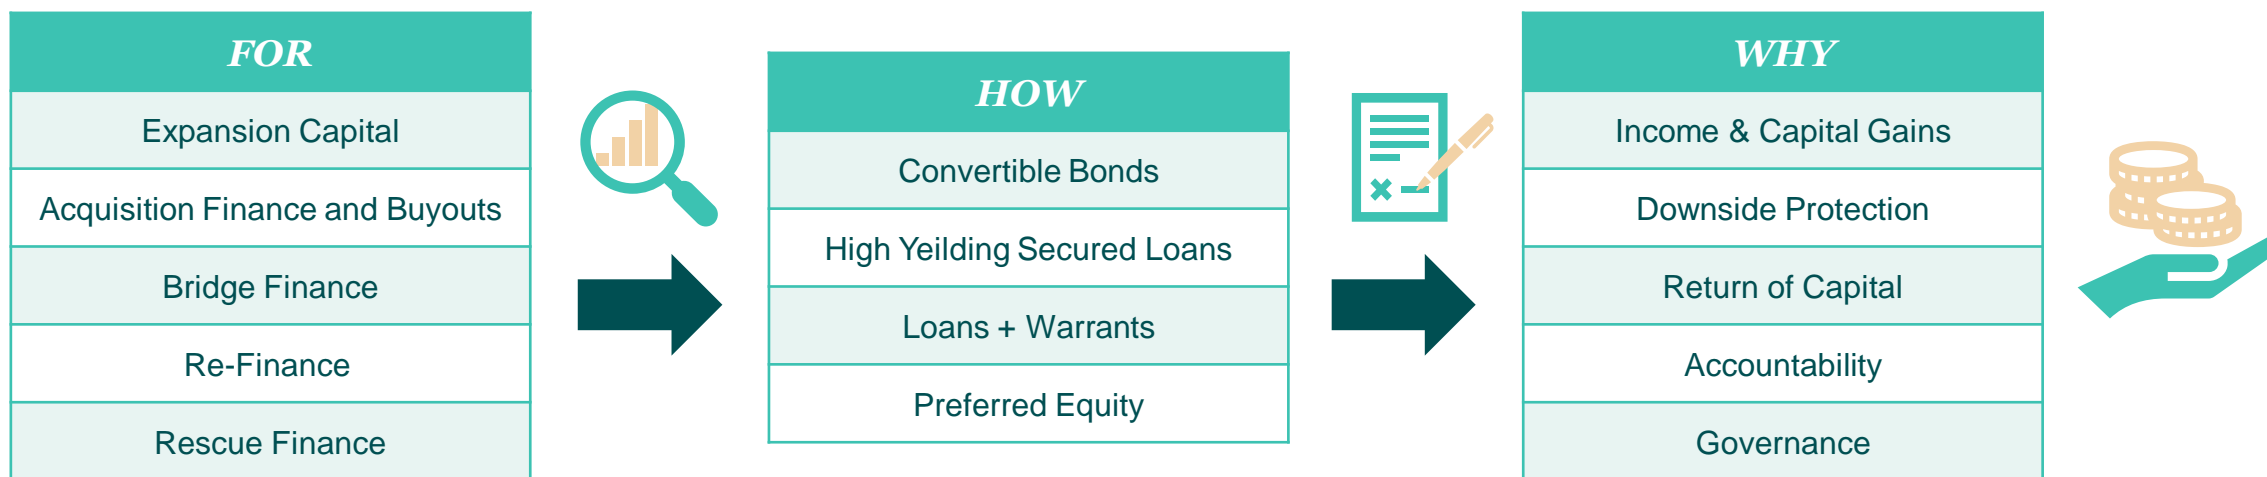 FOR
Expansion Capital
Acquisition Finance and Buyouts
Bridge Finance
Re-Finance
Rescue Finance
HOW
Convertible Bonds
High Yeilding Secured Loans
Loans + Warrants
Preferred Equity
WHY
Income & Capital Gains
Downside Protection
Return of Capital
Accountability
Governance